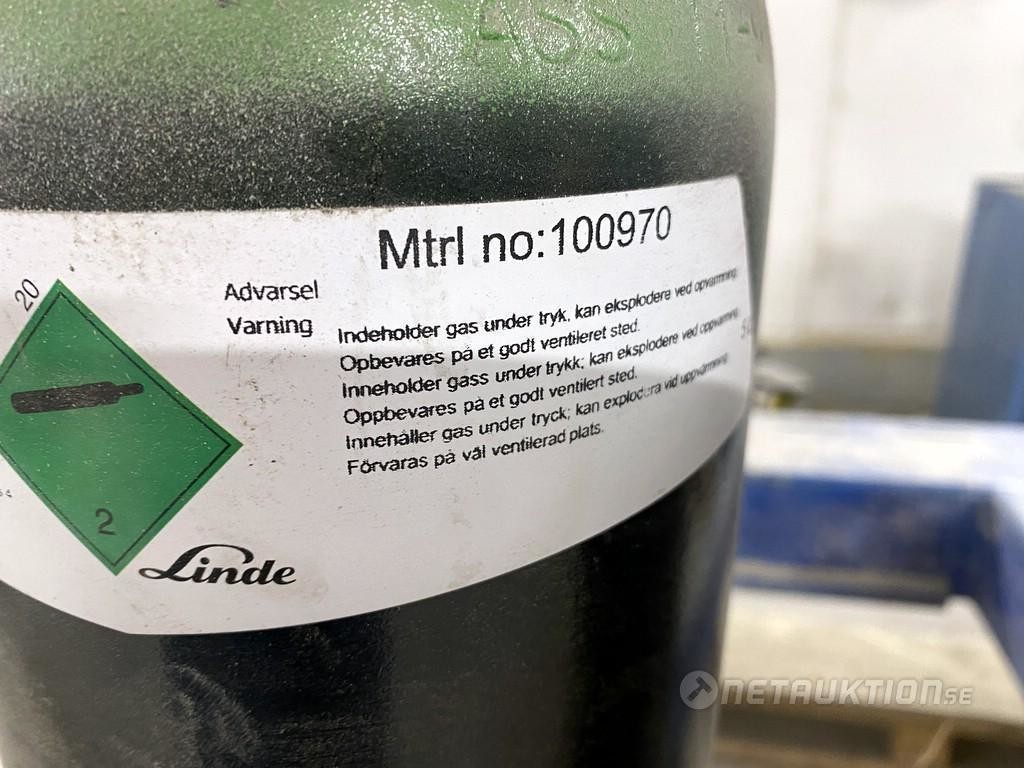 AGS
Mtrl no:100970
20
Advarsel
Varning
Indeholder gas under tryk, kan eksplodere ved opvarmning.
Opbevares på et godt ventileret sted.
Inneholder gass under trykk; kan eksplodere ved oppvarming.
Oppbevares på et godt ventilert sted.
Innehåller gas under tryck; kan explodera vid uppvärmning.
Förvaras på väl ventilerad plats.
2
Linde
NETAUKTION.SE